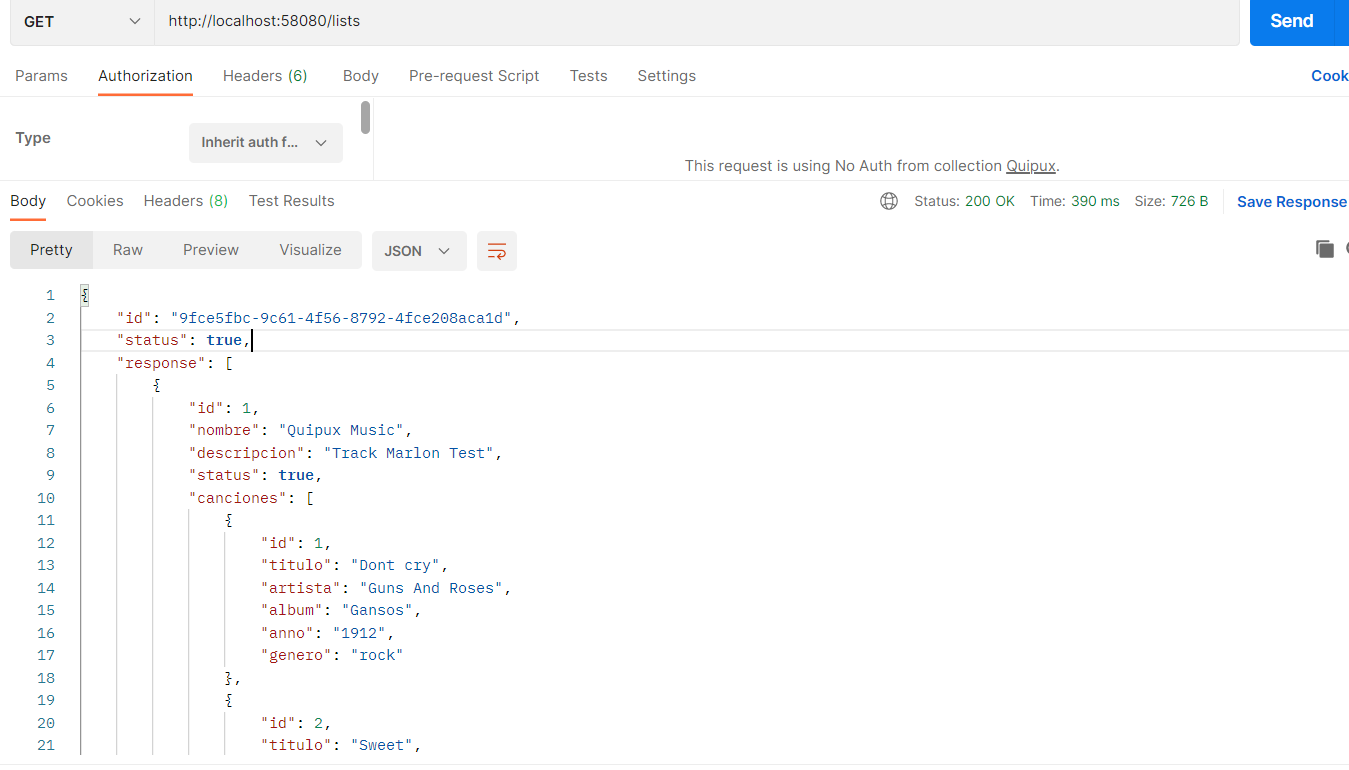 GET http://localhost:58080/lists Send
Params Authorization Headers (6) Body Pre-request Script Tests Settings Cook
Type Inherit auth f...
This request is using No Auth from collection Quipux.
Body Cookies Headers (8) Test Results Status: 200 OK Time: 390 ms Size: 726 B Save Response
Pretty Raw Preview Visualize JSON
1 {
2 "id": "9fce5fbc-9c61-4f56-8792-4fce208aca1d",
3 "status": true,
4 "response": [
5 {
6 "id": 1,
7 "nombre": "Quipux Music",
8 "descripcion": "Track Marlon Test",
9 "status": true,
10 "canciones": [
11 {
12 "id": 1,
13 "titulo": "Dont cry",
14 "artista": "Guns And Roses",
15 "album": "Gansos",
16 "anno": "1912",
17 "genero": "rock"
18 },
19 {
20 "id": 2,
21 "titulo": "Sweet",